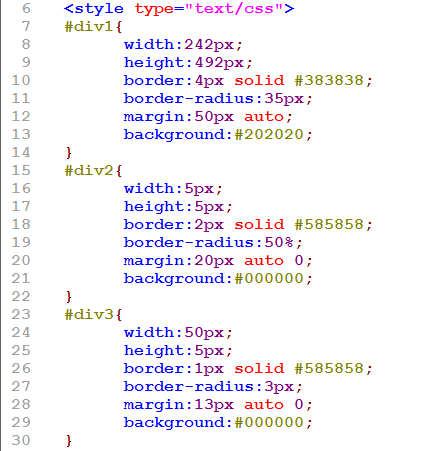 6 <style type="text/css">
7 #div1{
8 width:242px;
9 height:492px;
10 border:4px solid #383838;
11 border-radius:35px;
12 margin:50px auto;
13 background:#202020;
14 }
15 #div2{
16 width:5px;
17 height:5px;
18 border:2px solid #585858;
19 border-radius:50%;
20 margin:20px auto 0;
21 background:#000000;
22 }
23 #div3{
24 width:50px;
25 height:5px;
26 border:1px solid #585858;
27 border-radius:3px;
28 margin:13px auto 0;
29 background:#000000;
30 }